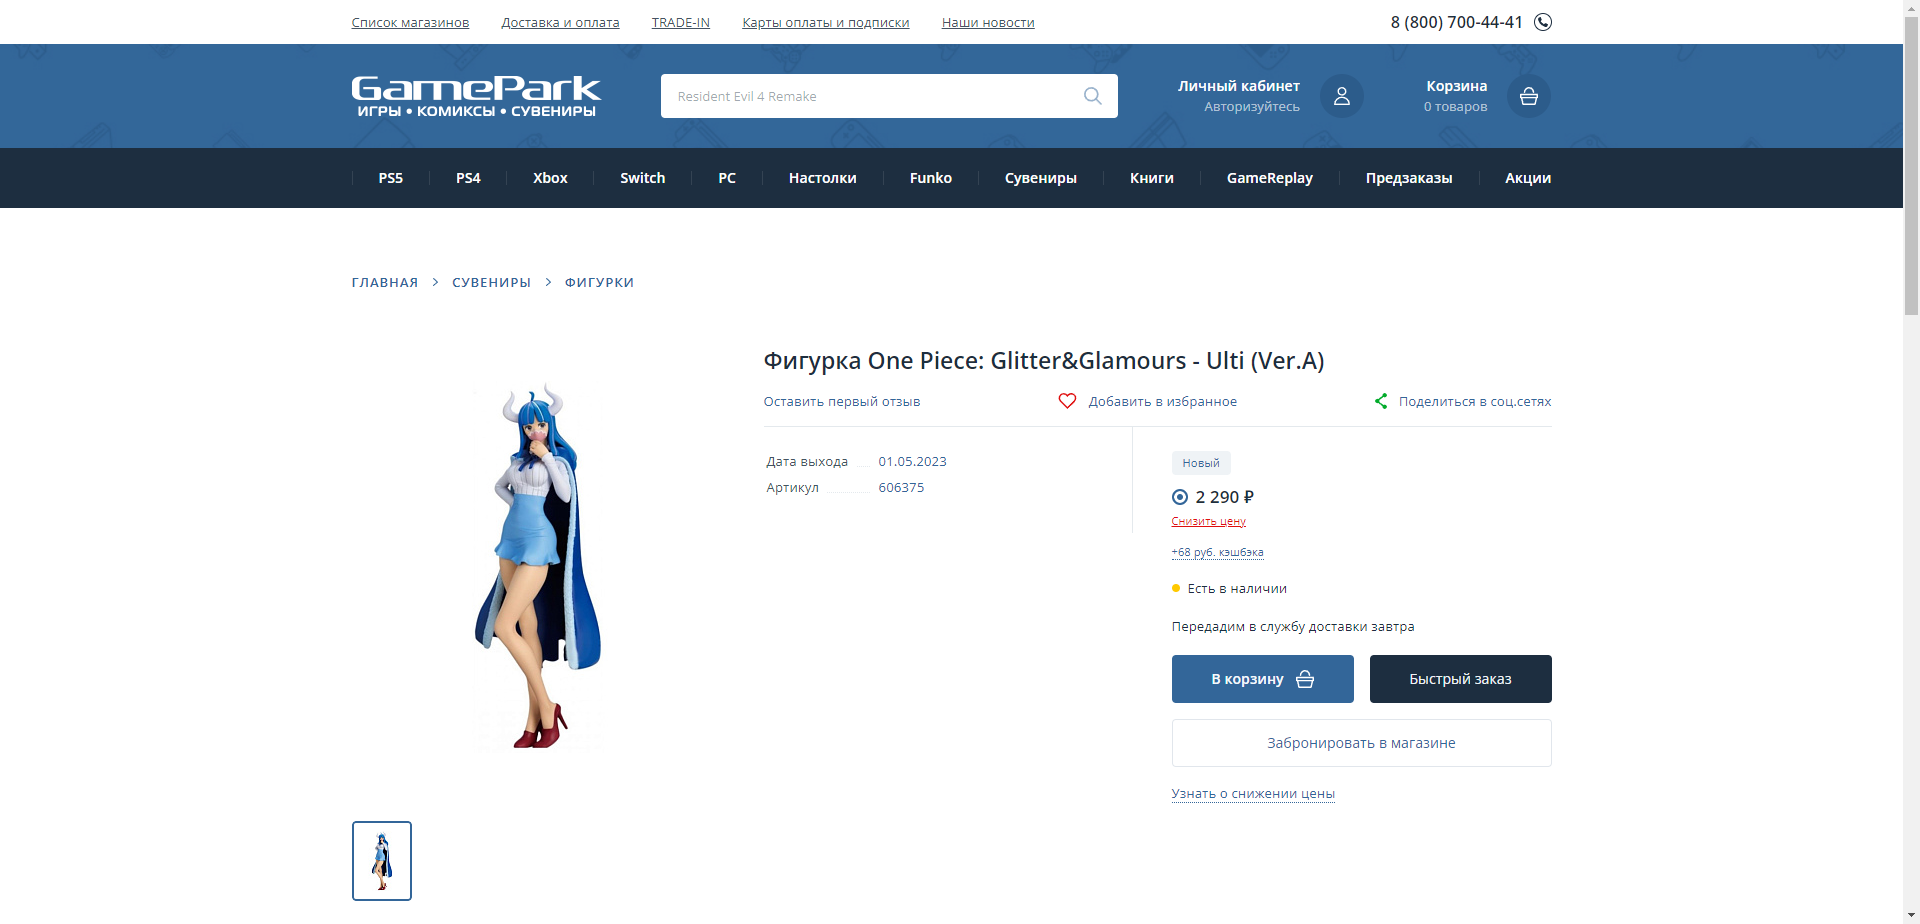 Список магазинов Доставка и оплата TRADE-IN Карты оплаты и подписки Наши новости 8 (800) 700-44-41
GamePark
ИГРЫ • КОМИКСЫ • СУВЕНИРЫ
Resident Evil 4 Remake
Личный кабинет
Авторизуйтесь
Корзина
0 товаров
PS5 PS4 Xbox Switch PC Настолки Funko Сувениры Книги GameReplay Предзаказы Акции
ГЛАВНАЯ > СУВЕНИРЫ > ФИГУРКИ
Фигурка One Piece: Glitter&Glamours - Ulti (Ver.A)
Оставить первый отзыв Добавить в избранное Поделиться в соц.сетях
Дата выхода 01.05.2023
Артикул 606375
Новый
2 290 ₽
Снизить цену
+68 руб. кэшбэка
Есть в наличии
Передадим в службу доставки завтра
В корзину Быстрый заказ
Забронировать в магазине
Узнать о снижении цены